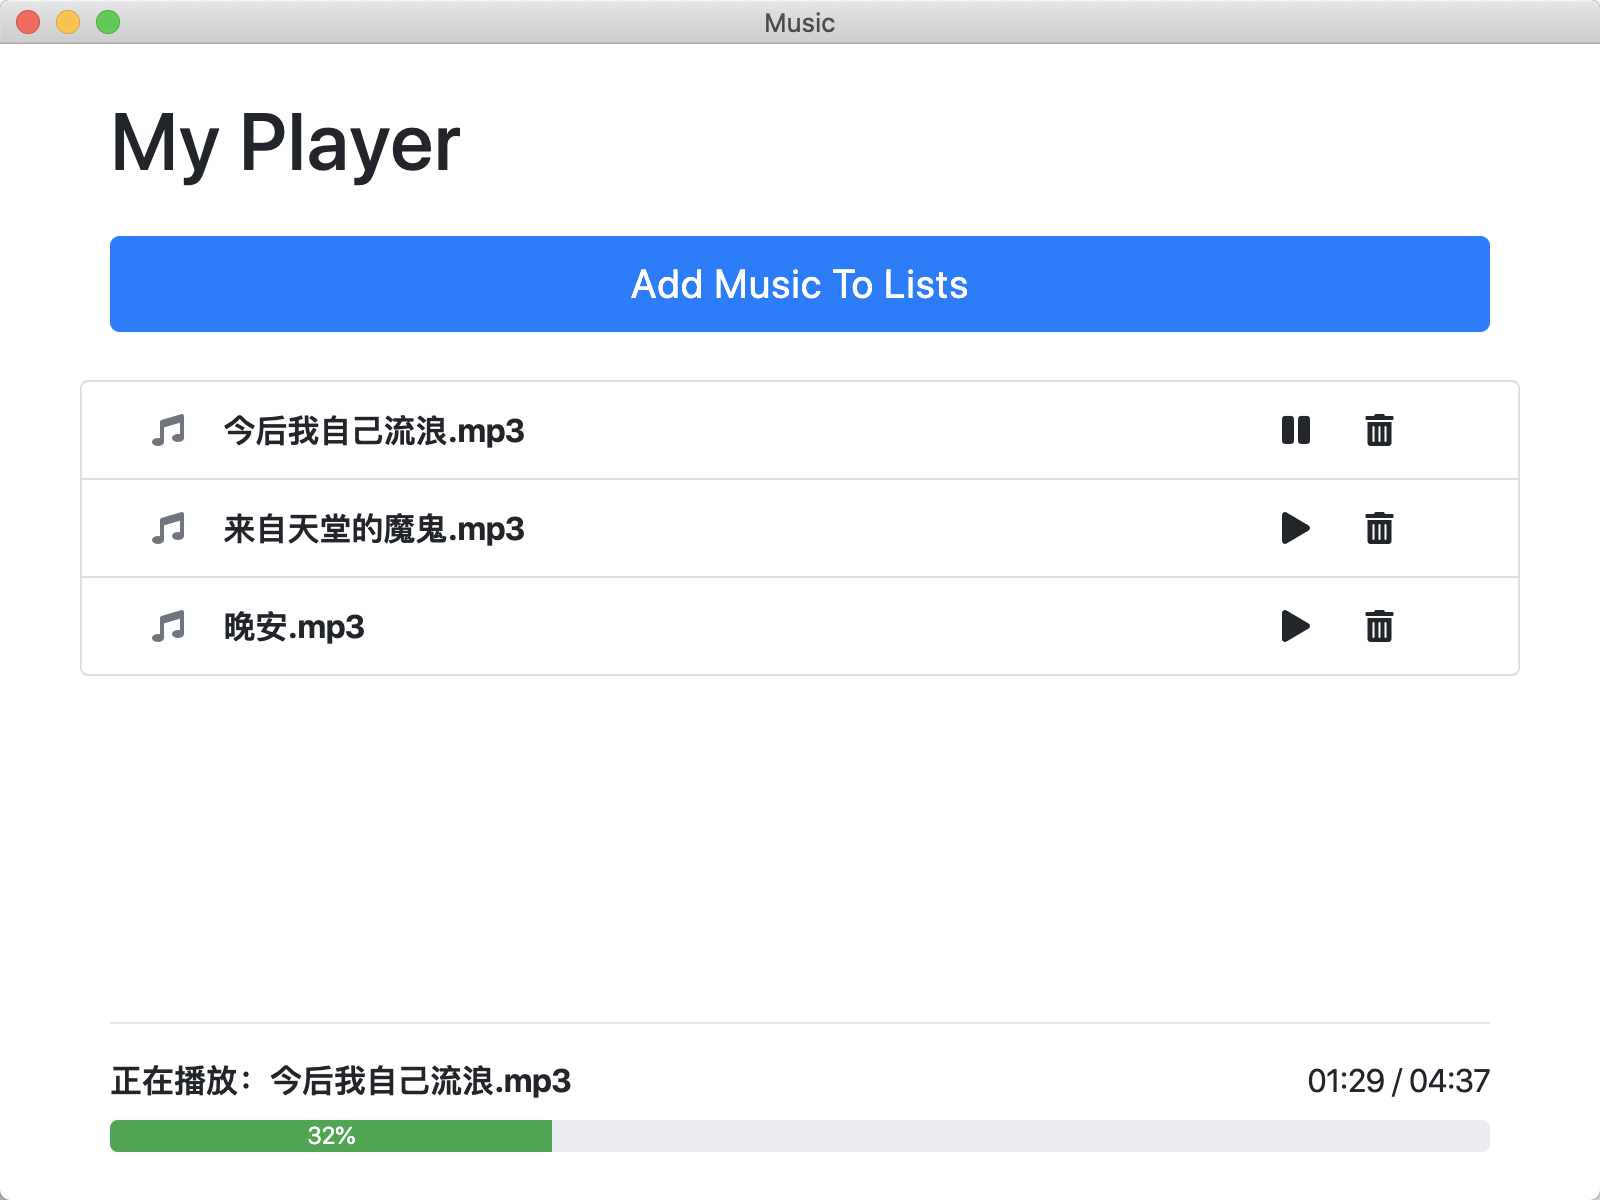 Music
My Player
Add Music To Lists
今后我自己流浪.mp3
来自天堂的魔鬼.mp3
晚安.mp3
正在播放：今后我自己流浪.mp3 01:29 / 04:37
32%